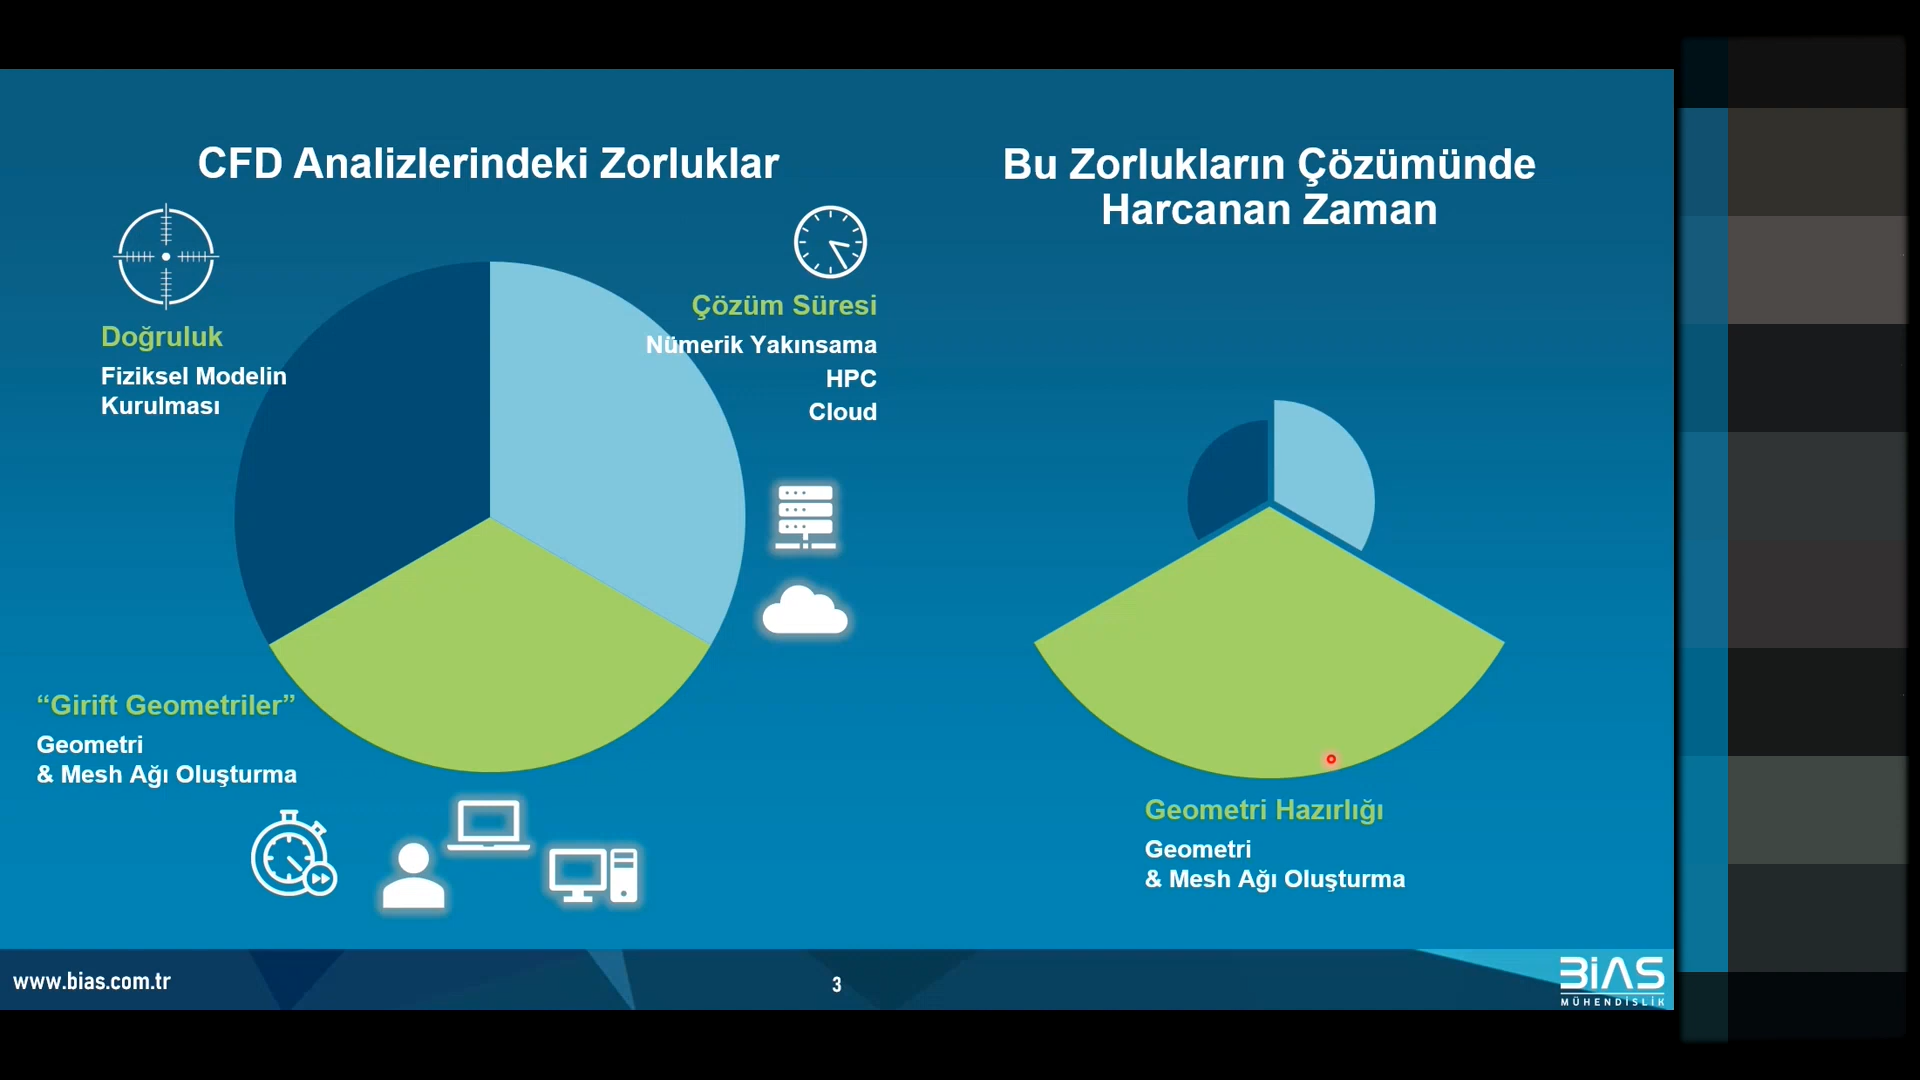 CFD Analizlerindeki Zorluklar
Doğruluk
Fiziksel Modelin
Kurulması
Çözüm Süresi
Nümerik Yakınsama
HPC
Cloud
“Girift Geometriler”
Geometri
& Mesh Ağı Oluşturma
Bu Zorlukların Çözümünde
Harcanan Zaman
Geometri Hazırlığı
Geometri
& Mesh Ağı Oluşturma
www.bias.com.tr
3
BiAS
MÜHENDİSLİK